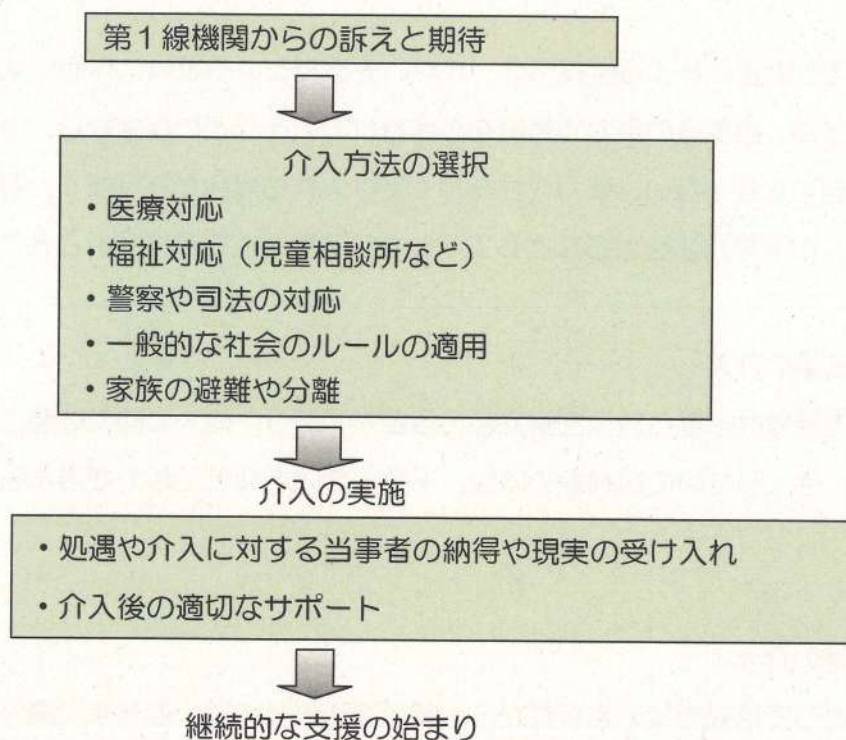 第1線機関からの訴えと期待
介入方法の選択
・医療対応
・福祉対応（児童相談所など）
・警察や司法の対応
・一般的な社会のルールの適用
・家族の避難や分離
介入の実施
・処遇や介入に対する当事者の納得や現実の受け入れ
・介入後の適切なサポート
継続的な支援の始まり